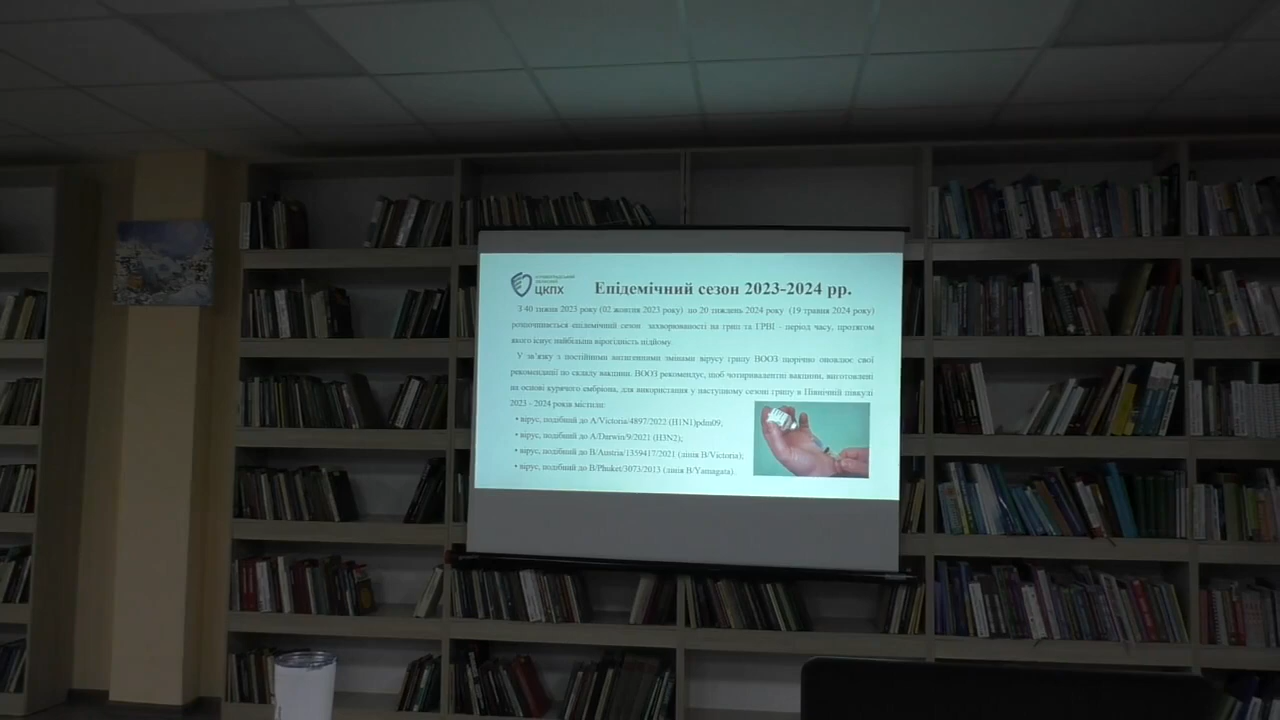 КІРОВОГРАДСЬКИЙ
ОБЛАСНИЙ
ЦКПХ
Епідемічний сезон 2023-2024 рр.
З 40 тижня 2023 року (02 жовтня 2023 року) по 20 тиждень 2024 року (19 травня 2024 року)
розпочинається епідемічний сезон захворюваності на грип та ГРВІ - період часу, протягом
якого існує найбільша вірогідність підйому.
У зв'язку з постійними антигенними змінами вірусу грипу ВООЗ щорічно оновлює свої
рекомендації по складу вакцини. ВООЗ рекомендує, щоб чотиривалентні вакцини, виготовлені
на основі курячого ембріона, для використання у наступному сезоні грипу в Північній півкулі
2023 - 2024 років містили:
• вірус, подібний до A/Victoria/4897/2022 (H1N1)pdm09;
• вірус, подібний до A/Darwin/9/2021 (H3N2);
• вірус, подібний до B/Austria/1359417/2021 (лінія B/Victoria);
• вірус, подібний до B/Phuket/3073/2013 (лінія B/Yamagata).